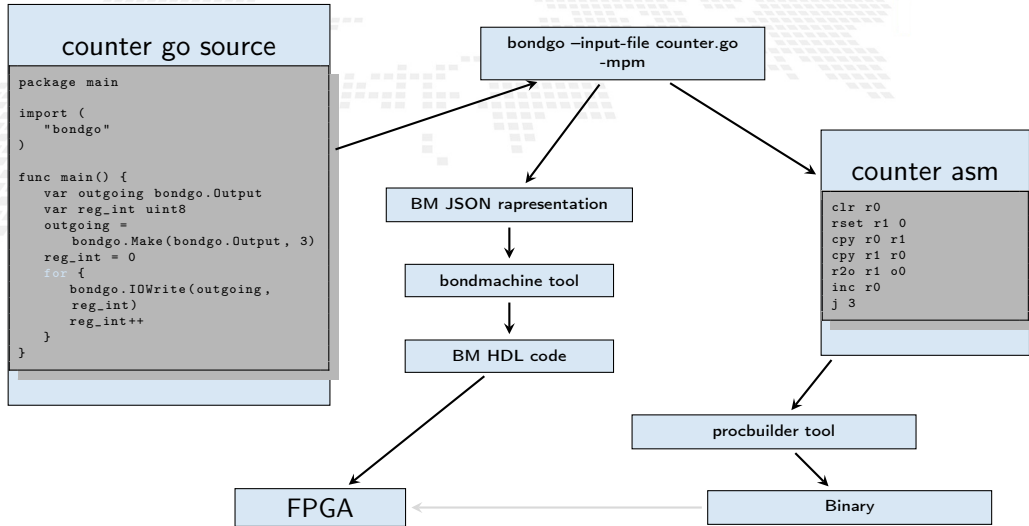 counter go source
package main
import (
"bondgo"
)
func main() {
var outgoing bondgo.Output
var reg_int uint8
outgoing =
bondgo.Make(bondgo.Output, 3)
reg_int = 0
for {
bondgo.IOWrite(outgoing,
reg_int)
reg_int++
}
}
bondgo –input-file counter.go
-mpm
BM JSON rapresentation
bondmachine tool
BM HDL code
FPGA
counter asm
clr r0
rset r1 0
cpy r0 r1
cpy r1 r0
r2o r1 o0
inc r0
j 3
procbuilder tool
Binary